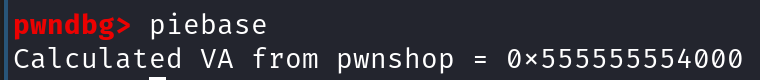 pwndbg> piebase
Calculated VA from pwnshop = 0x555555554000